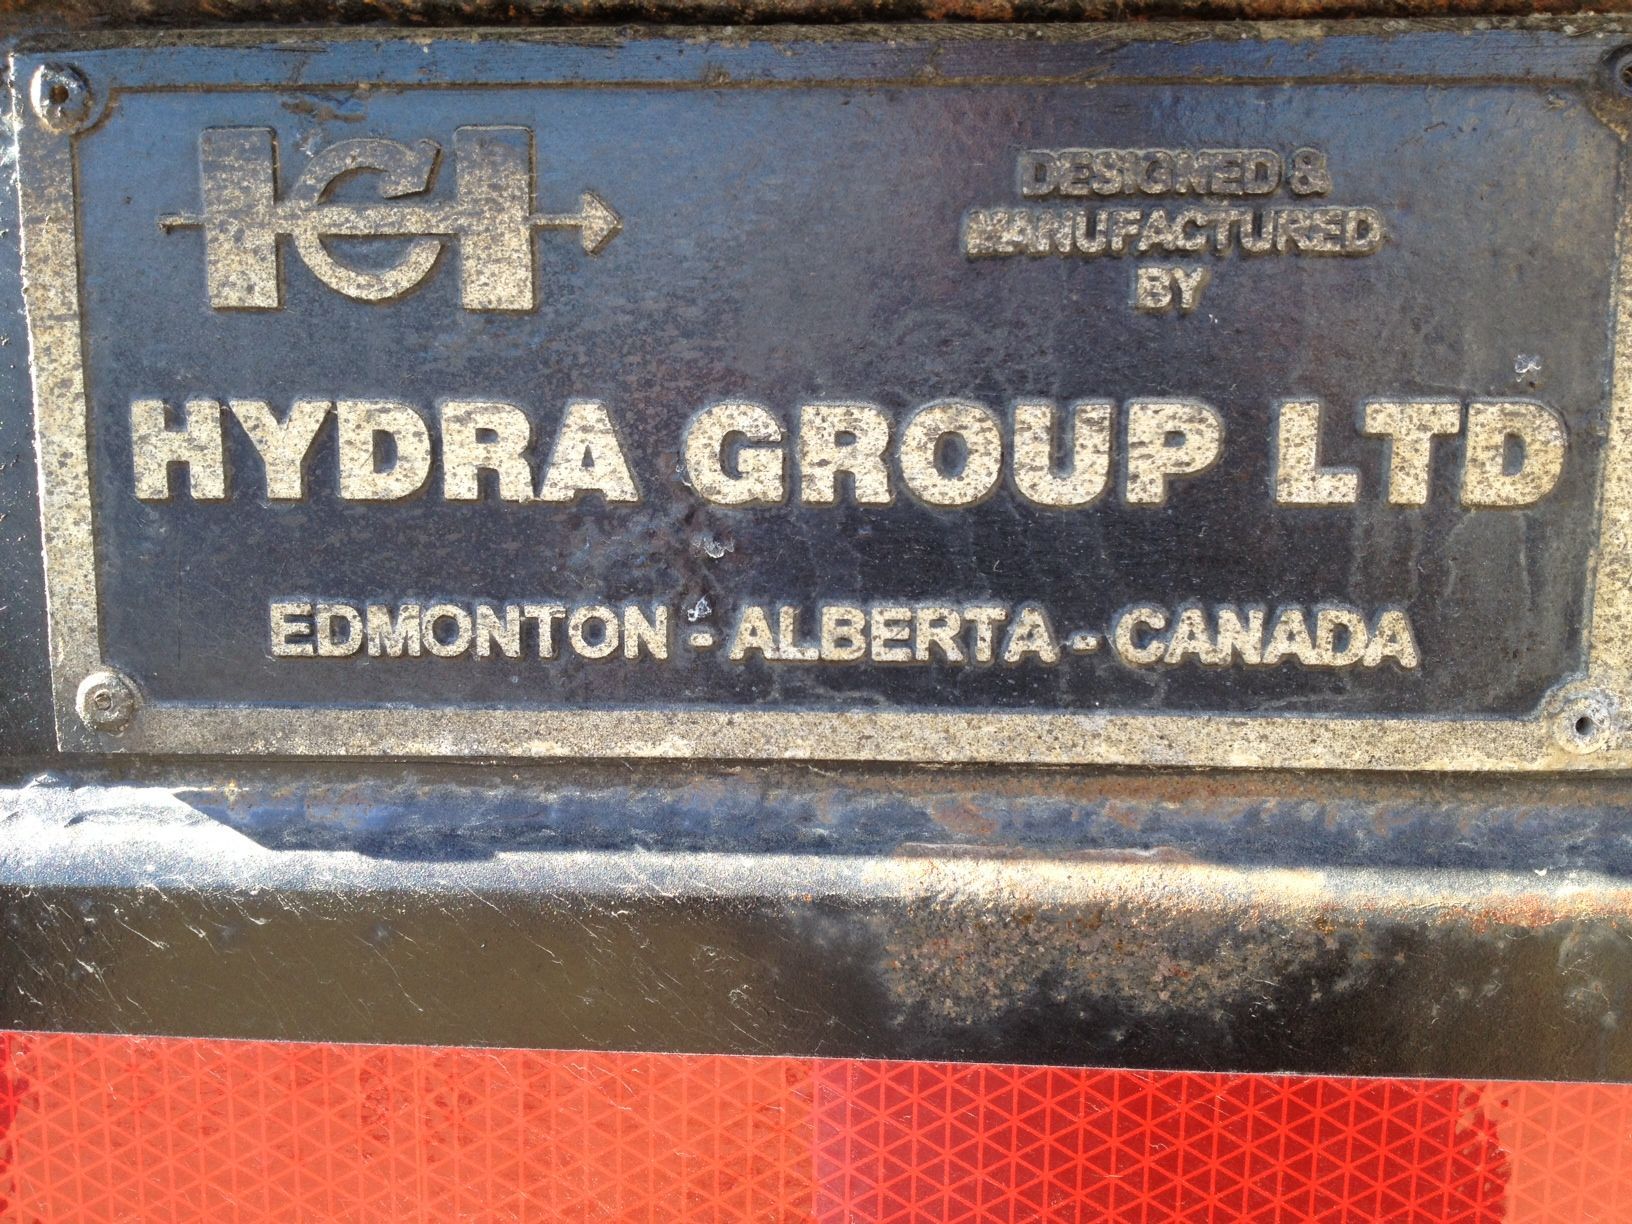 DESIGNED &
MANUFACTURED
BY
HYDRA GROUP LTD
EDMONTON - ALBERTA - CANADA